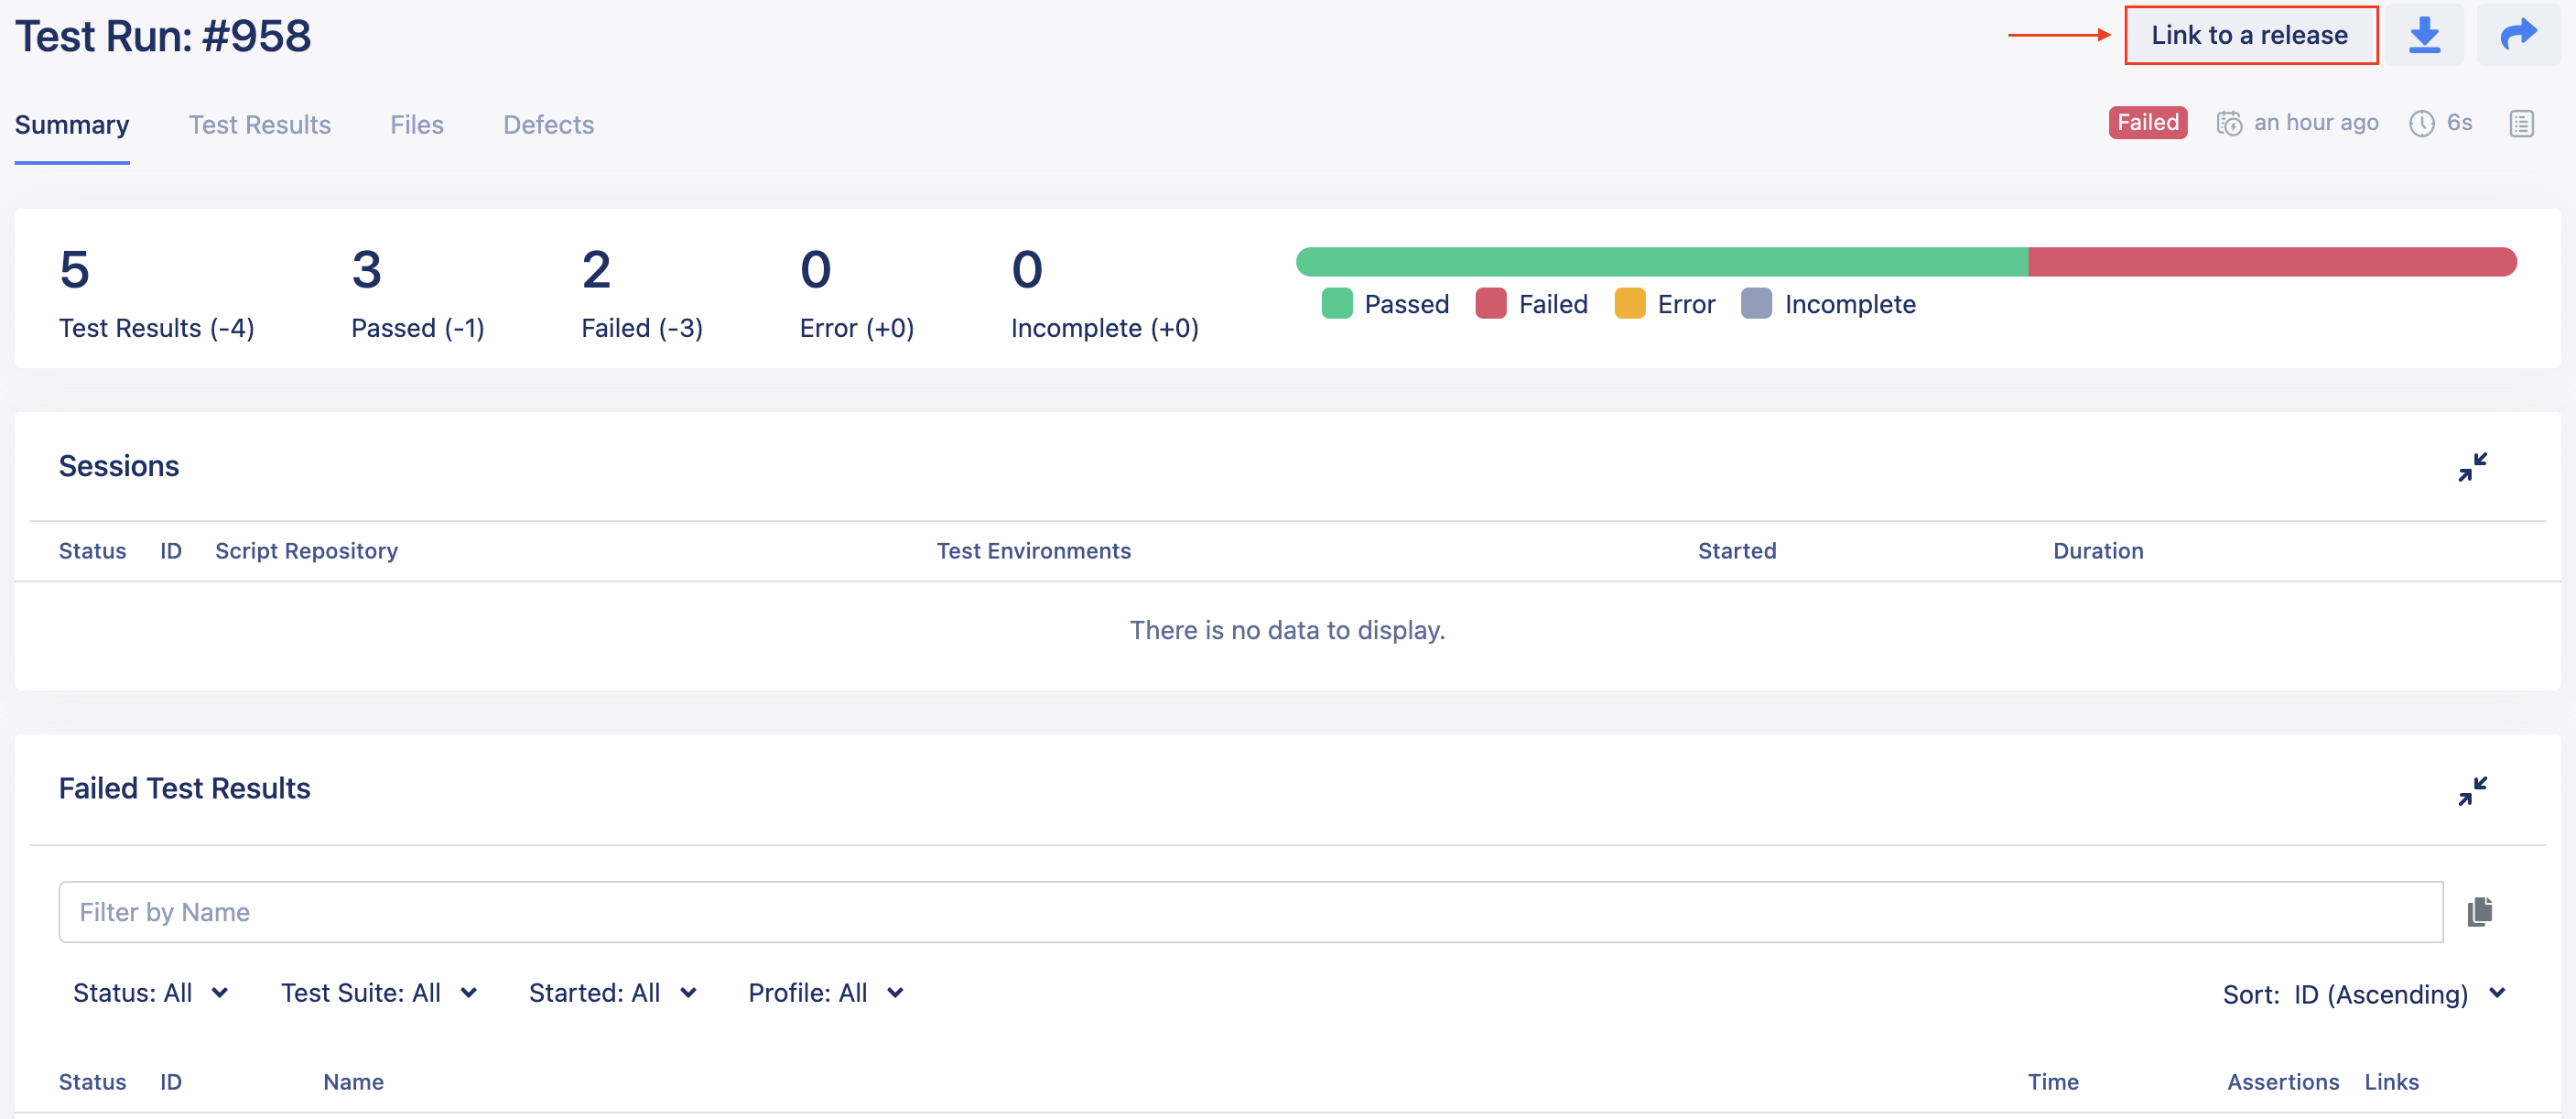 Test Run: #958
Link to a release
Summary Test Results Files Defects
Failed an hour ago 6s
5 3 2 0 0
Test Results (-4) Passed (-1) Failed (-3) Error (+0) Incomplete (+0)
Passed Failed Error Incomplete
Sessions
Status ID Script Repository Test Environments Started Duration
There is no data to display.
Failed Test Results
Filter by Name
Status: All Test Suite: All Started: All Profile: All
Sort: ID (Ascending)
Status ID Name Time Assertions Links